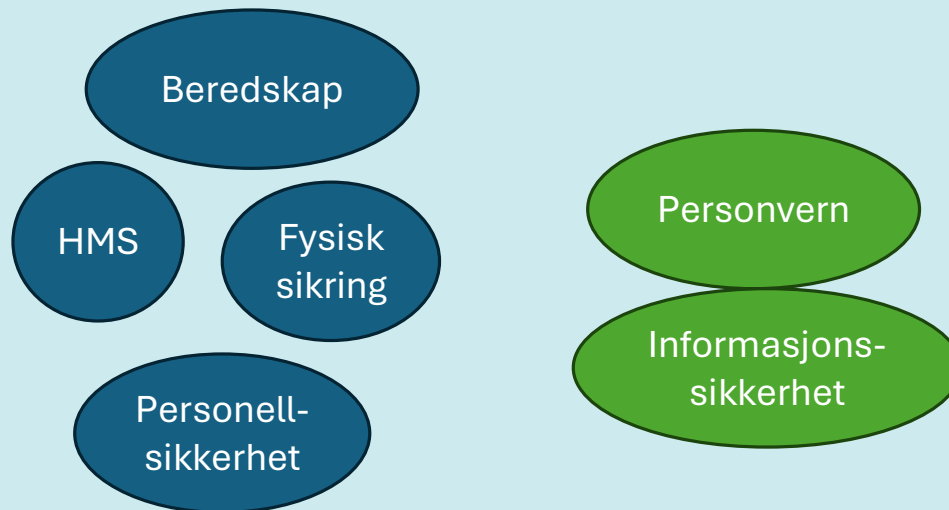 Beredskap
HMS
Fysisk
sikring
Personell-
sikkerhet
Personvern
Informasjons-
sikkerhet